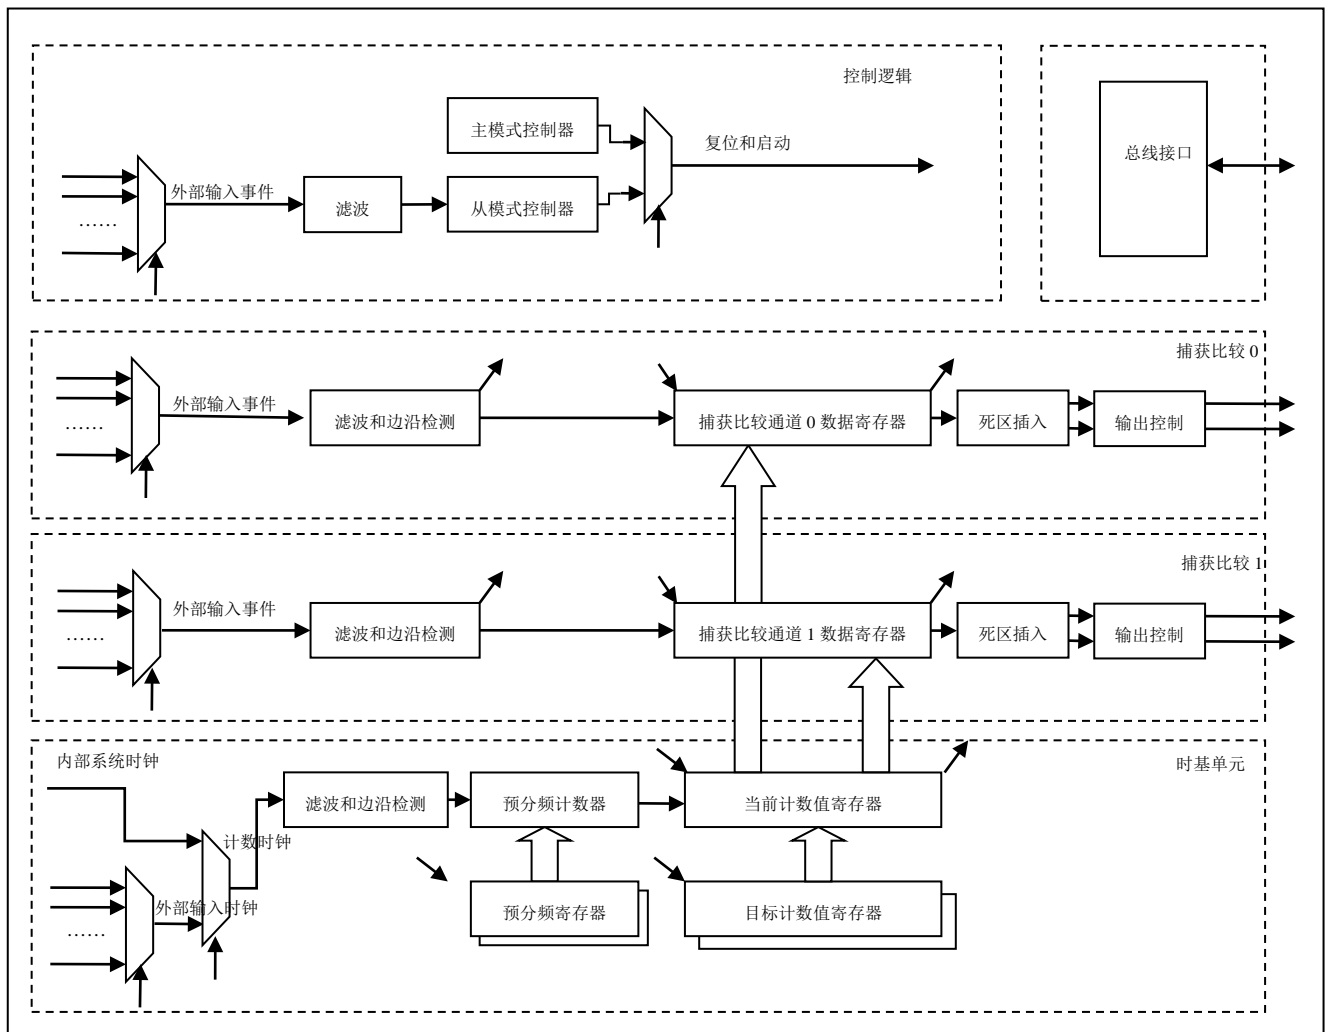 控制逻辑
主模式控制器
复位和启动
总线接口
外部输入事件
滤波
从模式控制器
……
捕获比较 0
外部输入事件
滤波和边沿检测
捕获比较通道 0 数据寄存器
死区插入
输出控制
……
捕获比较 1
外部输入事件
滤波和边沿检测
捕获比较通道 1 数据寄存器
死区插入
输出控制
……
内部系统时钟
时基单元
滤波和边沿检测
预分频计数器
当前计数值寄存器
计数时钟
外部输入时钟
预分频寄存器
目标计数值寄存器
……